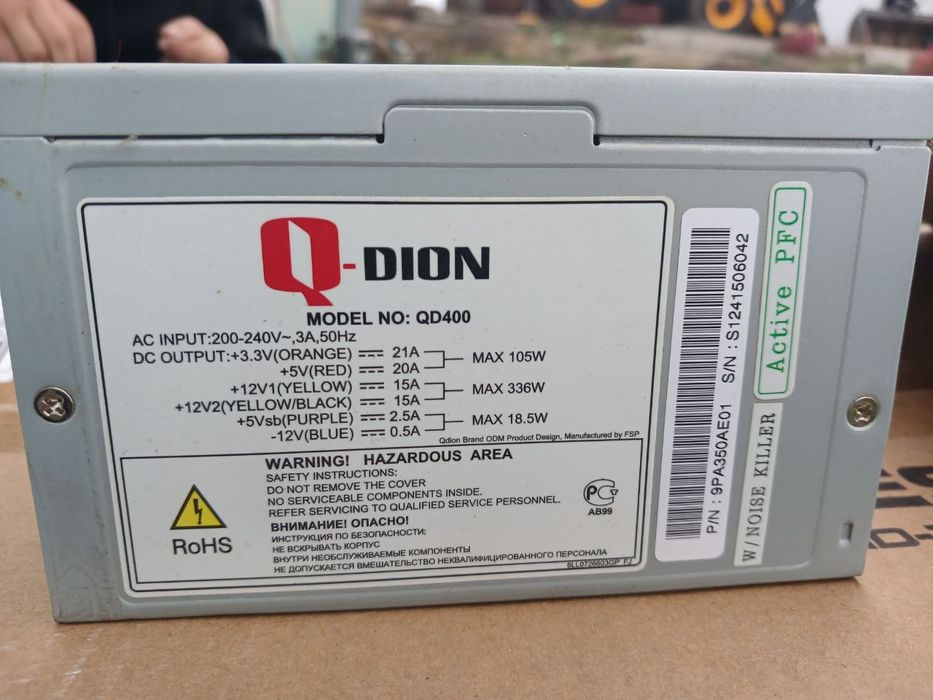 Q-DION
MODEL NO: QD400
AC INPUT:200-240V~,3A,50Hz
DC OUTPUT:+3.3V(ORANGE) 21A
+5V(RED) 20A
MAX 105W
+12V1(YELLOW) 15A
+12V2(YELLOW/BLACK) 15A
MAX 336W
+5Vsb(PURPLE) 2.5A
-12V(BLUE) 0.5A
MAX 18.5W
Qdion Brand ODM Product Design, Manufactured by FSP
WARNING! HAZARDOUS AREA
SAFETY INSTRUCTIONS:
DO NOT REMOVE THE COVER
NO SERVICEABLE COMPONENTS INSIDE.
REFER SERVICING TO QUALIFIED SERVICE PERSONNEL.
ВНИМАНИЕ! ОПАСНО!
ИНСТРУКЦИЯ ПО БЕЗОПАСНОСТИ:
НЕ ВСКРЫВАТЬ КОРПУС
ВНУТРИ НЕОБСЛУЖИВАЕМЫЕ КОМПОНЕНТЫ
НЕ ДОПУСКАЕТСЯ ВМЕШАТЕЛЬСТВО НЕКВАЛИФИЦИРОВАННОГО ПЕРСОНАЛА
RoHS
АВ99
P/N : 9PA350AE01 S/N : S1241506042
Active PFC
W/ NOISE KILLER